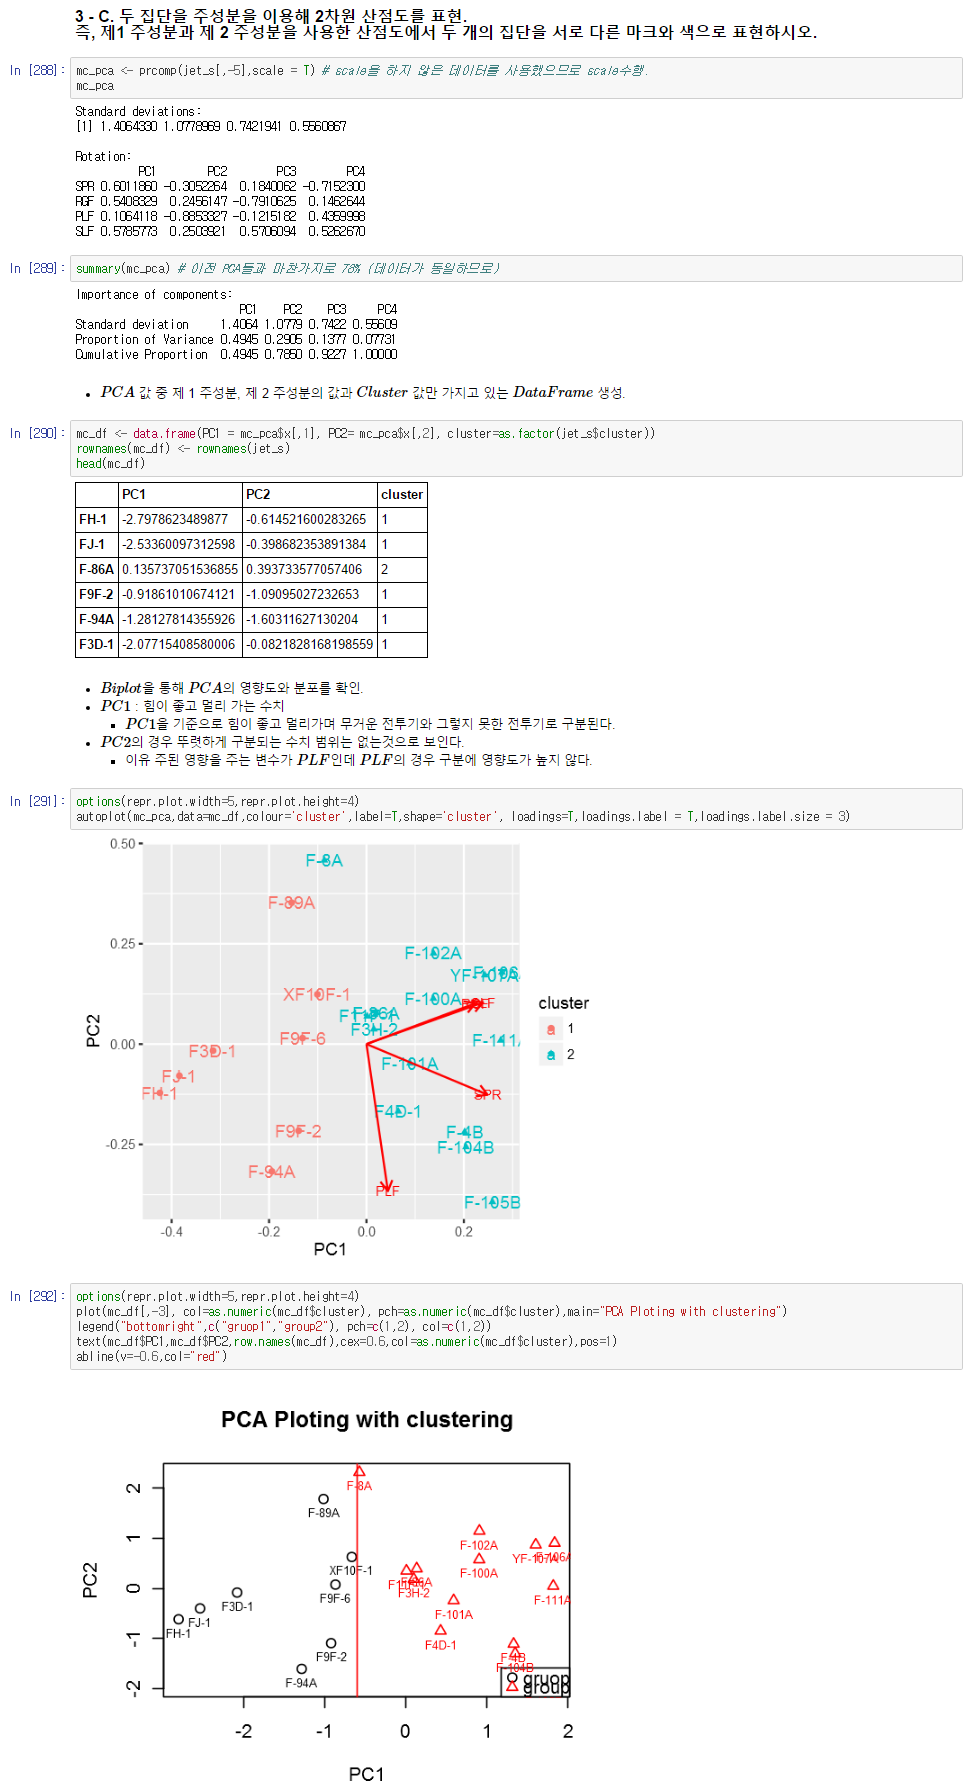 3 - C. 두 집단을 주성분을 이용해 2차원 산점도를 표현.
즉, 제1 주성분과 제 2 주성분을 사용한 산점도에서 두 개의 집단을 서로 다른 마크와 색으로 표현하시오.
In [288]: mc_pca <- prcomp(jet_s[,-5],scale = T) # scale을 하지 않은 데이터를 사용했으므로 scale수행.
mc_pca
Standard deviations:
[1] 1.4064330 1.0778969 0.7421941 0.5560867
Rotation:
PC1 PC2 PC3 PC4
SPR 0.6011860 -0.3052264 0.1840062 -0.7152300
RGF 0.5408329 0.2456147 -0.7910625 0.1462644
PLF 0.1064118 -0.8853327 -0.1215182 0.4359998
SLF 0.5785773 0.2503921 0.5706094 0.5262670
In [289]: summary(mc_pca) # 이전 PCA들과 마찬가지로 78% (데이터가 동일하므로)
Importance of components:
PC1 PC2 PC3 PC4
Standard deviation 1.4064 1.0779 0.7422 0.55609
Proportion of Variance 0.4945 0.2905 0.1377 0.07731
Cumulative Proportion 0.4945 0.7850 0.9227 1.00000
• PCA 값 중 제 1 주성분, 제 2 주성분의 값과 Cluster 값만 가지고 있는 DataFrame 생성.
In [290]: mc_df <- data.frame(PC1 = mc_pca$x[,1], PC2= mc_pca$x[,2], cluster=as.factor(jet_s$cluster))
rownames(mc_df) <- rownames(jet_s)
head(mc_df)
PC1 PC2 cluster
FH-1 -2.7978623489877 -0.614521600283265 1
FJ-1 -2.53360097312598 -0.398682353891384 1
F-86A 0.135737051536855 0.393733577057406 2
F9F-2 -0.91861010674121 -1.09095027232653 1
F-94A -1.28127814355926 -1.60311627130204 1
F3D-1 -2.07715408580006 -0.0821828168198559 1
• Biplot을 통해 PCA의 영향도와 분포를 확인.
• PC1 : 힘이 좋고 멀리 가는 수치
▪ PC1을 기준으로 힘이 좋고 멀리가며 무거운 전투기와 그렇지 못한 전투기로 구분된다.
• PC2의 경우 뚜렷하게 구분되는 수치 범위는 없는것으로 보인다.
▪ 이유 주된 영향을 주는 변수가 PLF인데 PLF의 경우 구분에 영향도가 높지 않다.
In [291]: options(repr.plot.width=5,repr.plot.height=4)
autoplot(mc_pca,data=mc_df,colour='cluster',label=T,shape='cluster', loadings=T,loadings.label = T,loadings.label.size = 3)
0.50
F-8A
F-89A
0.25
F-102A
YF-107A
XF10F-1
F-100A
F-86A
F3H-2
PC2
0.00
F9F-6
F-111A
F3D-1
F-101A
FJ-1
FH-1
SPR
F4D-1
F9F-2
F-4B
-0.25
F-104B
F-94A
PLF
F-105B
-0.4 -0.2 0.0 0.2
PC1
cluster
a 1
a 2
In [292]: options(repr.plot.width=5,repr.plot.height=4)
plot(mc_df[,-3], col=as.numeric(mc_df$cluster), pch=as.numeric(mc_df$cluster),main="PCA Ploting with clustering")
legend("bottomright",c("gruop1","group2"), pch=c(1,2), col=c(1,2))
text(mc_df$PC1,mc_df$PC2,row.names(mc_df),cex=0.6,col=as.numeric(mc_df$cluster),pos=1)
abline(v=-0.6,col="red")
PCA Ploting with clustering
2
F-8A
F-89A
1
F-102A
YF-107A
F-106A
XF10F-1
F-100A
PC2
0
F9F-6
F3H-2
F-111A
F3D-1
F-101A
FJ-1
FH-1
-1
F4D-1
F9F-2
F-4B
F-104B
F-94A
-2
gruop
group
-2 -1 0 1 2
PC1